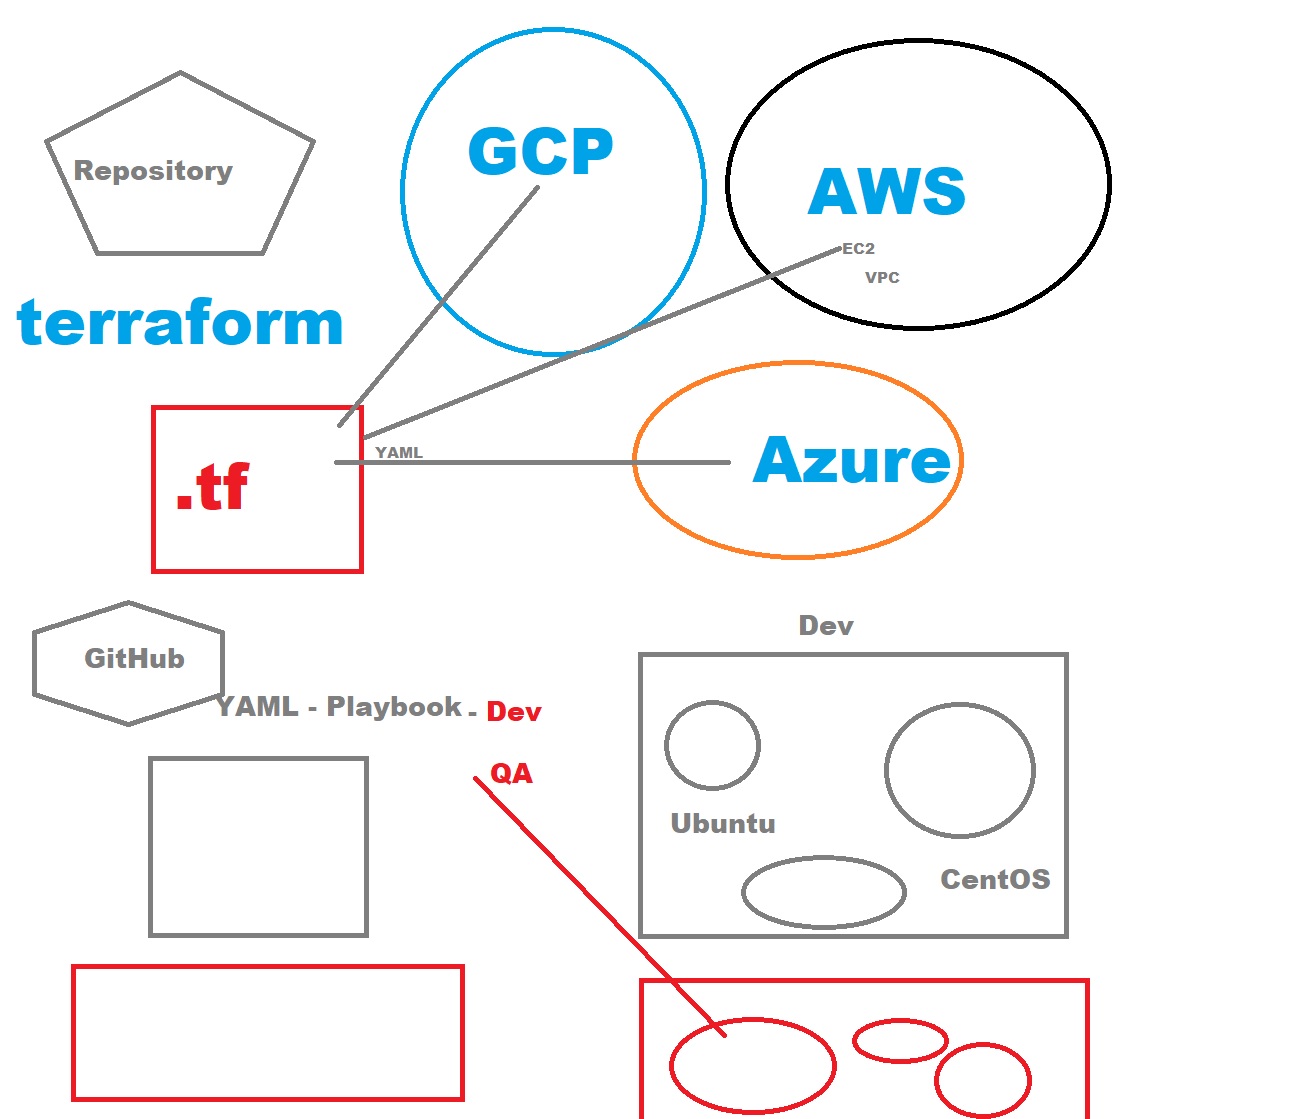 GCP
AWS
Repository
EC2
VPC
terraform
YAML
.tf
Azure
Dev
GitHub
YAML - Playbook - Dev
QA
Ubuntu
CentOS